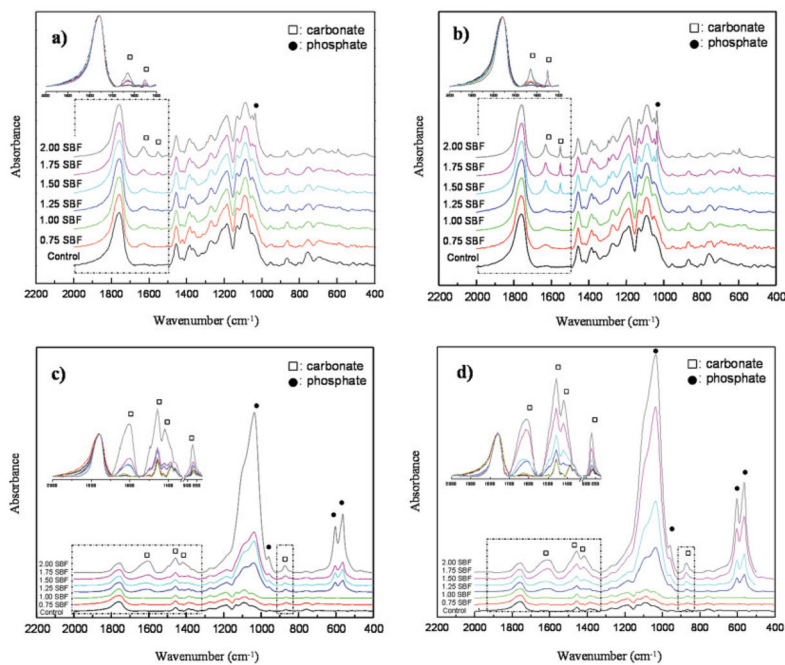 a)
□: carbonate
●: phosphate
2.00 SBF
1.75 SBF
1.50 SBF
1.25 SBF
1.00 SBF
0.75 SBF
Control
Absorbance
2200 2000 1800 1600 1400 1200 1000 800 600 400
Wavenumber (cm⁻¹)
b)
□: carbonate
●: phosphate
2.00 SBF
1.75 SBF
1.50 SBF
1.25 SBF
1.00 SBF
0.75 SBF
Control
Absorbance
2200 2000 1800 1600 1400 1200 1000 800 600 400
Wavenumber (cm⁻¹)
c)
□: carbonate
●: phosphate
2.00 SBF
1.75 SBF
1.50 SBF
1.25 SBF
1.00 SBF
0.75 SBF
Control
Absorbance
2200 2000 1800 1600 1400 1200 1000 800 600 400
Wavenumber (cm⁻¹)
d)
□: carbonate
●: phosphate
2.00 SBF
1.75 SBF
1.50 SBF
1.25 SBF
1.00 SBF
0.75 SBF
Control
Absorbance
2200 2000 1800 1600 1400 1200 1000 800 600 400
Wavenumber (cm⁻¹)